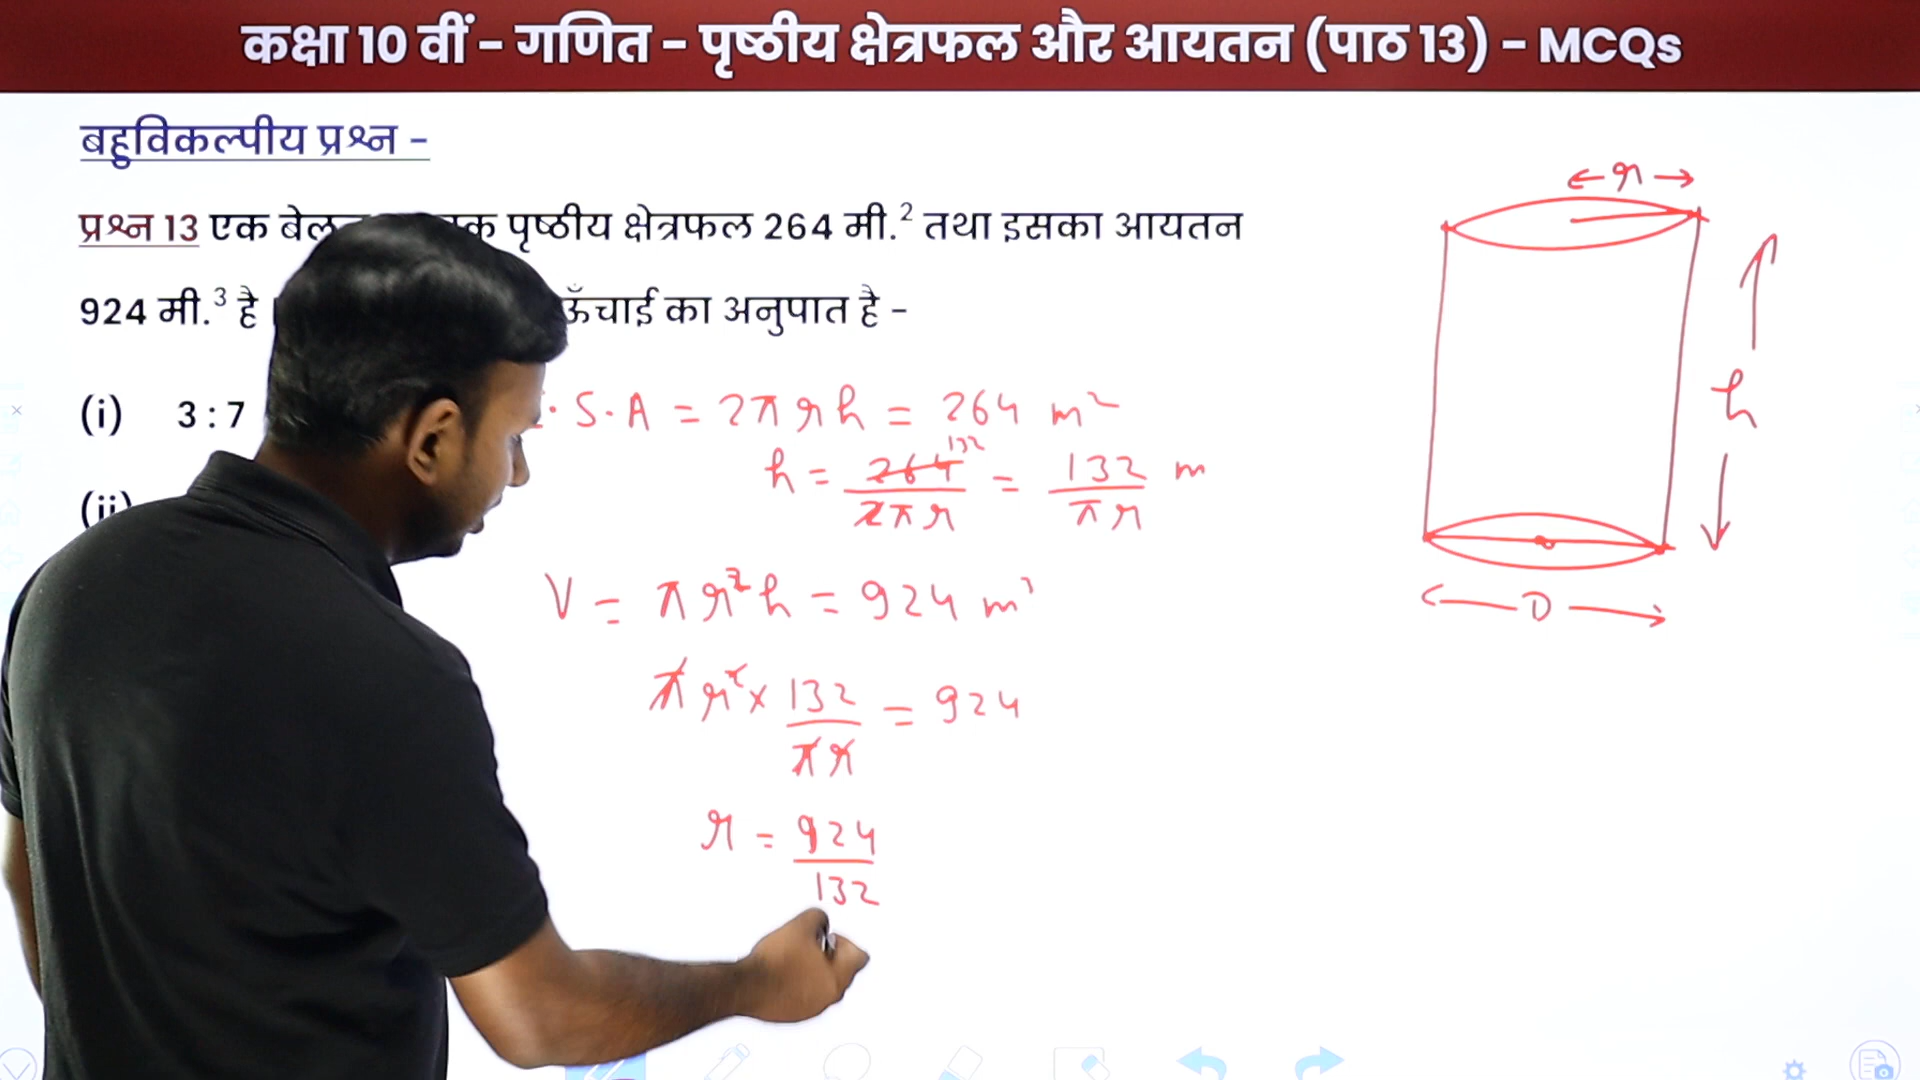 कक्षा 10 वीं - गणित - पृष्ठीय क्षेत्रफल और आयतन (पाठ 13) - MCQs
बहुविकल्पीय प्रश्न -
प्रश्न 13 एक पृष्ठीय क्षेत्रफल 264 मी.² तथा इसका आयतन
924 मी.³ है ऊँचाई का अनुपात है -
(i) 3 : 7
(ii)
. S . A = 2πrh = 264 m²
h = 264/2πr = 132/πr m
132
V = πr²h = 924 m³
πr² × 132/πr = 924
r = 924/132
r
h
D